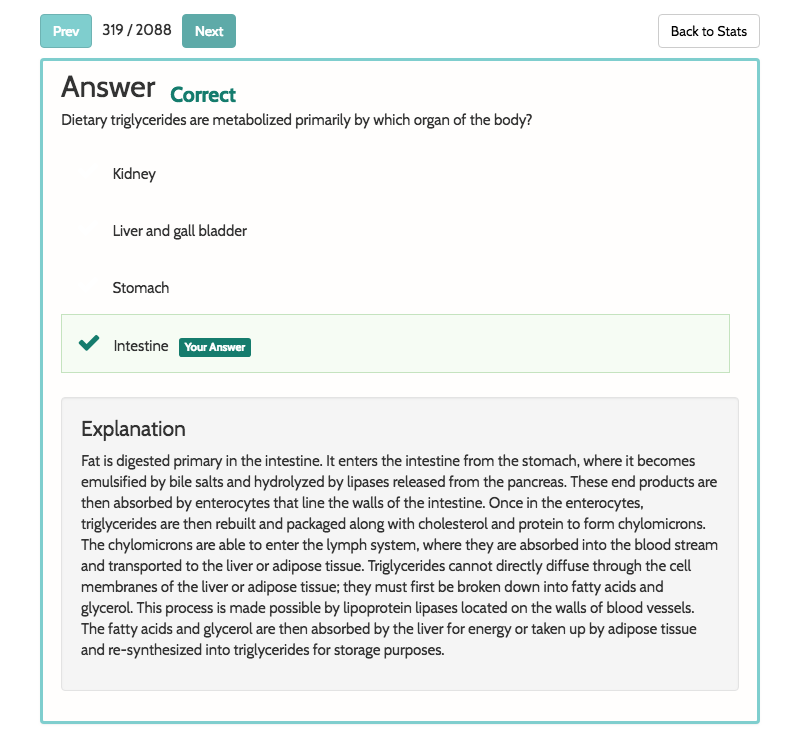 Prev 319 / 2088 Next Back to Stats
Answer Correct
Dietary triglycerides are metabolized primarily by which organ of the body?
Kidney
Liver and gall bladder
Stomach
Intestine Your Answer
Explanation
Fat is digested primary in the intestine. It enters the intestine from the stomach, where it becomes
emulsified by bile salts and hydrolyzed by lipases released from the pancreas. These end products are
then absorbed by enterocytes that line the walls of the intestine. Once in the enterocytes,
triglycerides are then rebuilt and packaged along with cholesterol and protein to form chylomicrons.
The chylomicrons are able to enter the lymph system, where they are absorbed into the blood stream
and transported to the liver or adipose tissue. Triglycerides cannot directly diffuse through the cell
membranes of the liver or adipose tissue; they must first be broken down into fatty acids and
glycerol. This process is made possible by lipoprotein lipases located on the walls of blood vessels.
The fatty acids and glycerol are then absorbed by the liver for energy or taken up by adipose tissue
and re-synthesized into triglycerides for storage purposes.